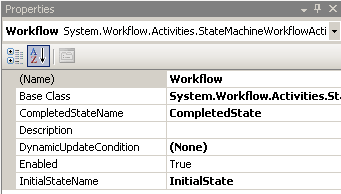 Properties
Workflow System.Workflow.Activities.StateMachineWorkflowActi
(Name) Workflow
Base Class System.Workflow.Activities.St
CompletedStateName CompletedState
Description
DynamicUpdateCondition (None)
Enabled True
InitialStateName InitialState